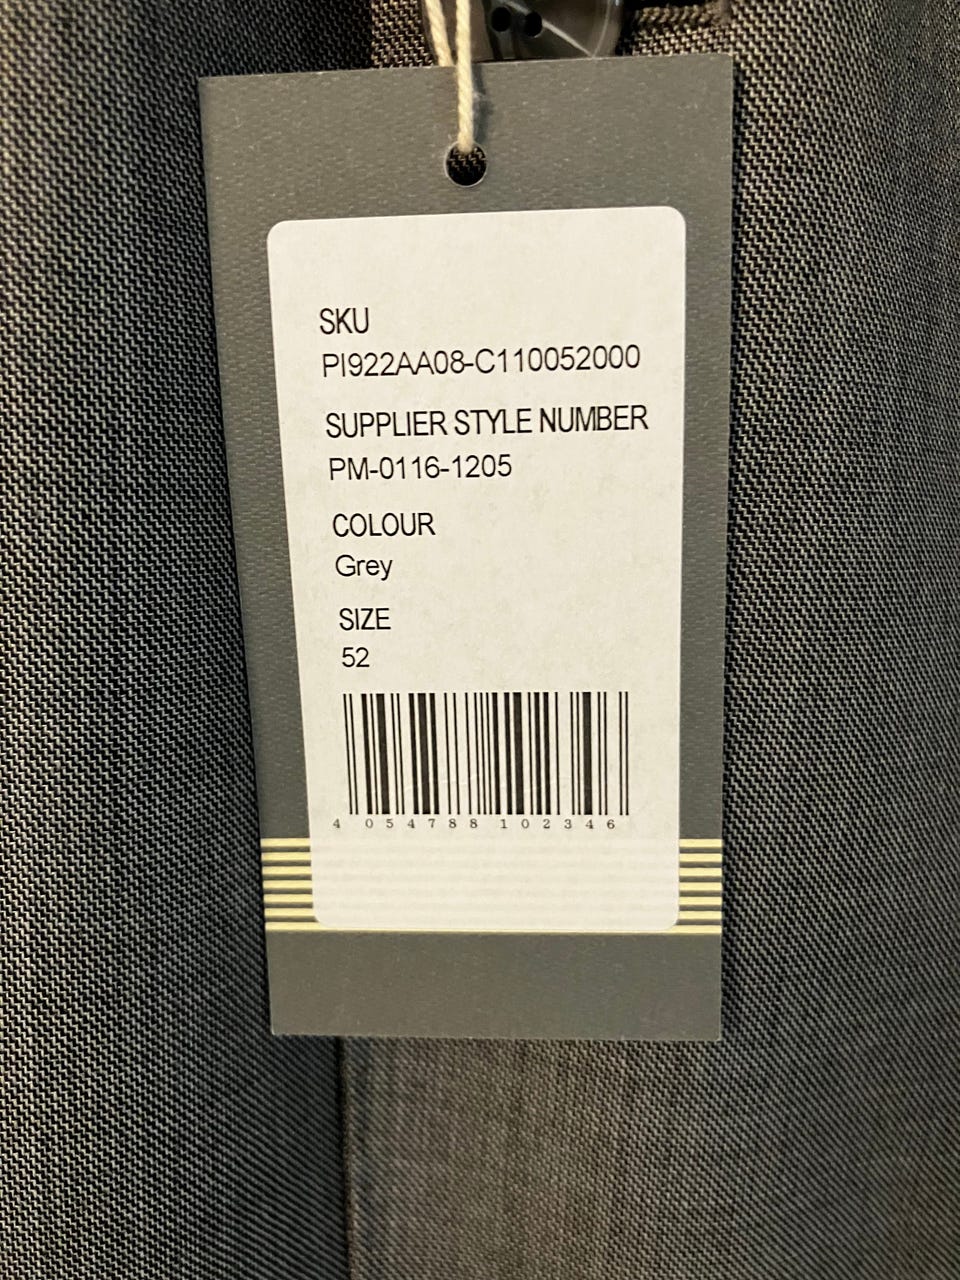 SKU
PI922AA08-C110052000
SUPPLIER STYLE NUMBER
PM-0116-1205
COLOUR
Grey
SIZE
52
4 054788 102346